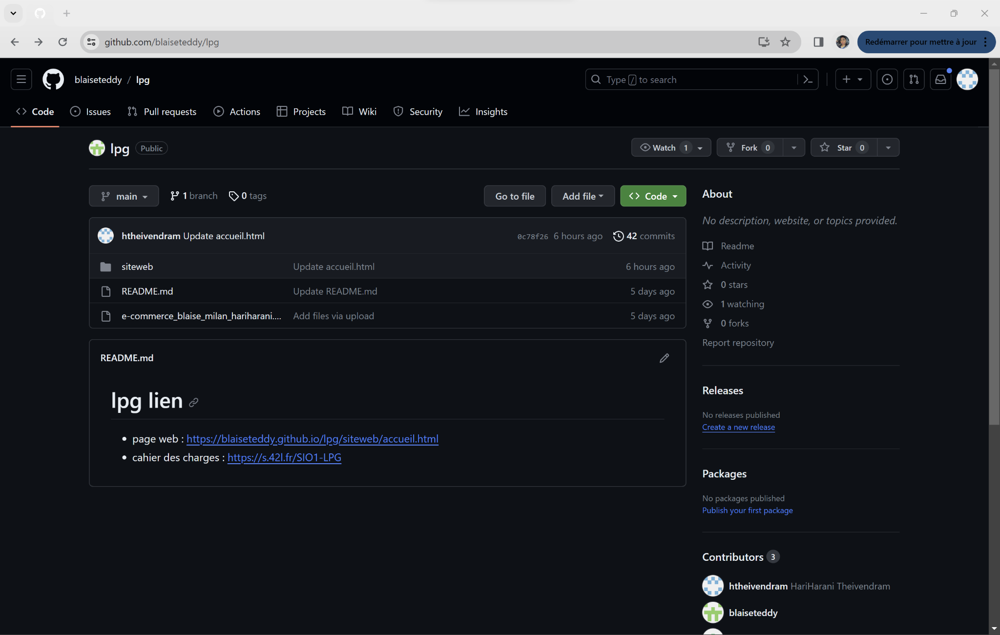 github.com/blaiseteddy/lpg
Redémarrer pour mettre à jour
blaiseteddy / lpg
Type / to search
Code
Issues
Pull requests
Actions
Projects
Wiki
Security
Insights
lpg Public
Watch 1
Fork 0
Star 0
main
1 branch
0 tags
Go to file
Add file
Code
htheivendram Update accueil.html 0c78f26 6 hours ago 42 commits
siteweb Update accueil.html 6 hours ago
README.md Update README.md 5 days ago
e-commerce_blaise_milan_hariharani.... Add files via upload 5 days ago
README.md
lpg lien
page web : https://blaiseteddy.github.io/lpg/siteweb/accueil.html
cahier des charges : https://s.42l.fr/SIO1-LPG
About
No description, website, or topics provided.
Readme
Activity
0 stars
1 watching
0 forks
Report repository
Releases
No releases published
Create a new release
Packages
No packages published
Publish your first package
Contributors 3
htheivendram HariHarani Theivendram
blaiseteddy